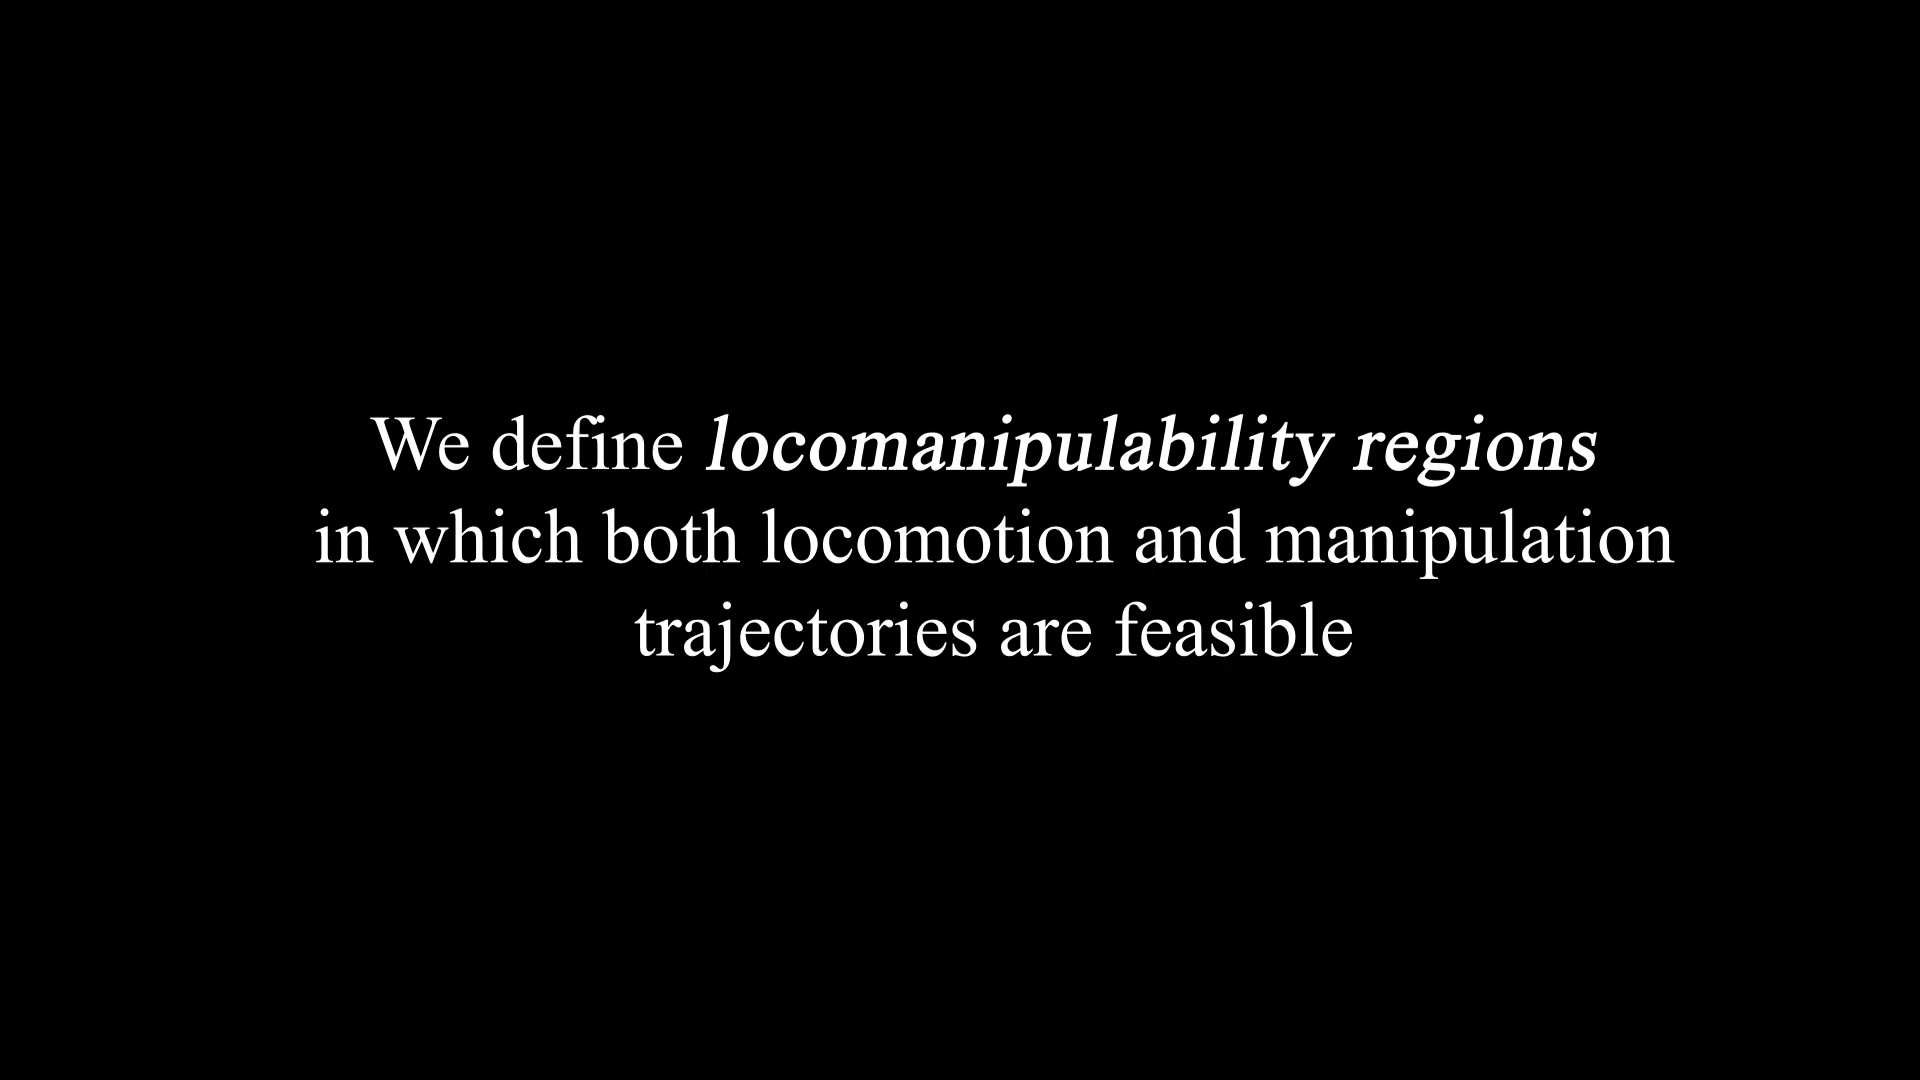 We define locomanipulability regions
in which both locomotion and manipulation
trajectories are feasible